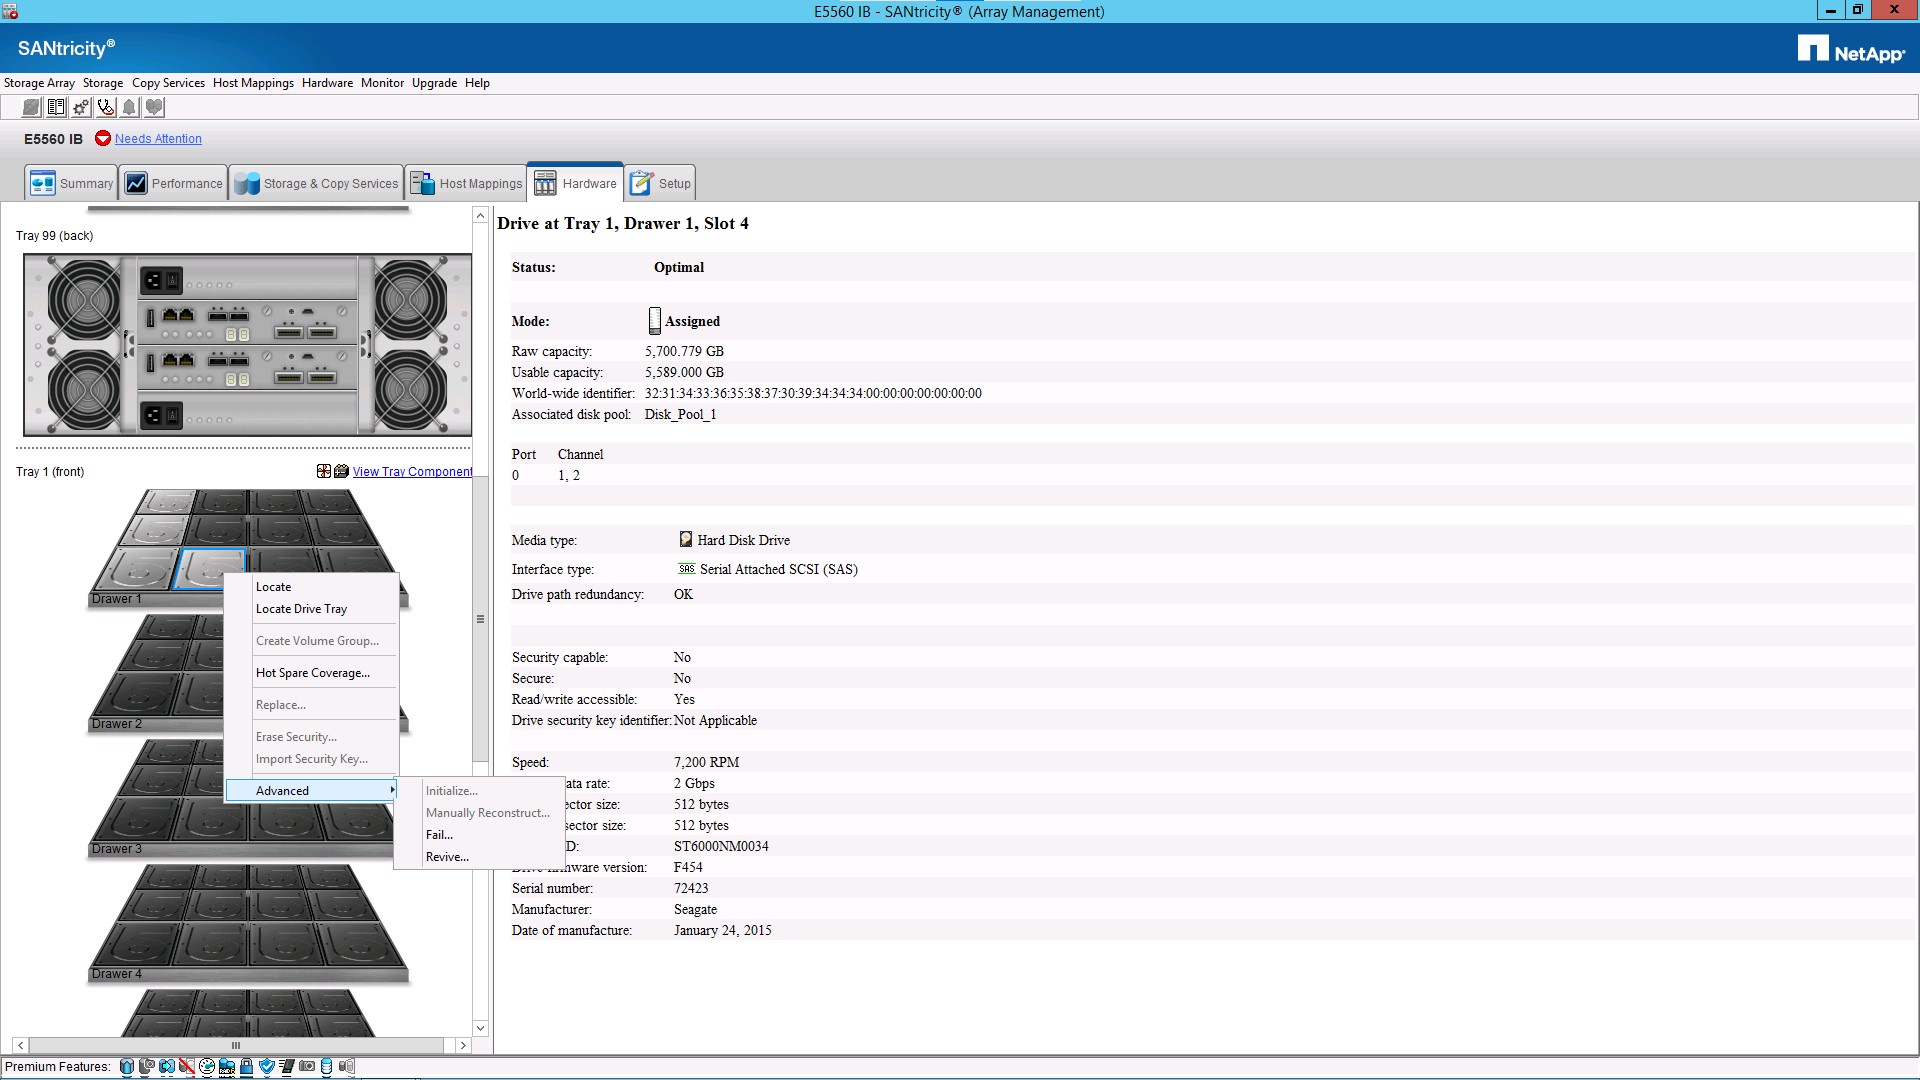 E5560 IB - SANtricity® (Array Management)
SANtricity®
NetApp®
Storage Array Storage Copy Services Host Mappings Hardware Monitor Upgrade Help
E5560 IB Needs Attention
Summary Performance Storage & Copy Services Host Mappings Hardware Setup
Tray 99 (back)
Tray 1 (front)
View Tray Component
Drawer 1
Drawer 2
Drawer 3
Drawer 4
Locate
Locate Drive Tray
Create Volume Group...
Hot Spare Coverage...
Replace...
Erase Security...
Import Security Key...
Advanced
Initialize...
Manually Reconstruct...
Fail...
Revive...
Drive at Tray 1, Drawer 1, Slot 4
Status: Optimal
Mode: Assigned
Raw capacity: 5,700.779 GB
Usable capacity: 5,589.000 GB
World-wide identifier: 32:31:34:33:36:35:38:37:30:39:34:34:34:00:00:00:00:00:00:00
Associated disk pool: Disk_Pool_1
Port Channel
0 1, 2
Media type: Hard Disk Drive
Interface type: SAS Serial Attached SCSI (SAS)
Drive path redundancy: OK
Security capable: No
Secure: No
Read/write accessible: Yes
Drive security key identifier: Not Applicable
Speed: 7,200 RPM
ata rate: 2 Gbps
ector size: 512 bytes
sector size: 512 bytes
D: ST6000NM0034
Drive firmware version: F454
Serial number: 72423
Manufacturer: Seagate
Date of manufacture: January 24, 2015
Premium Features: